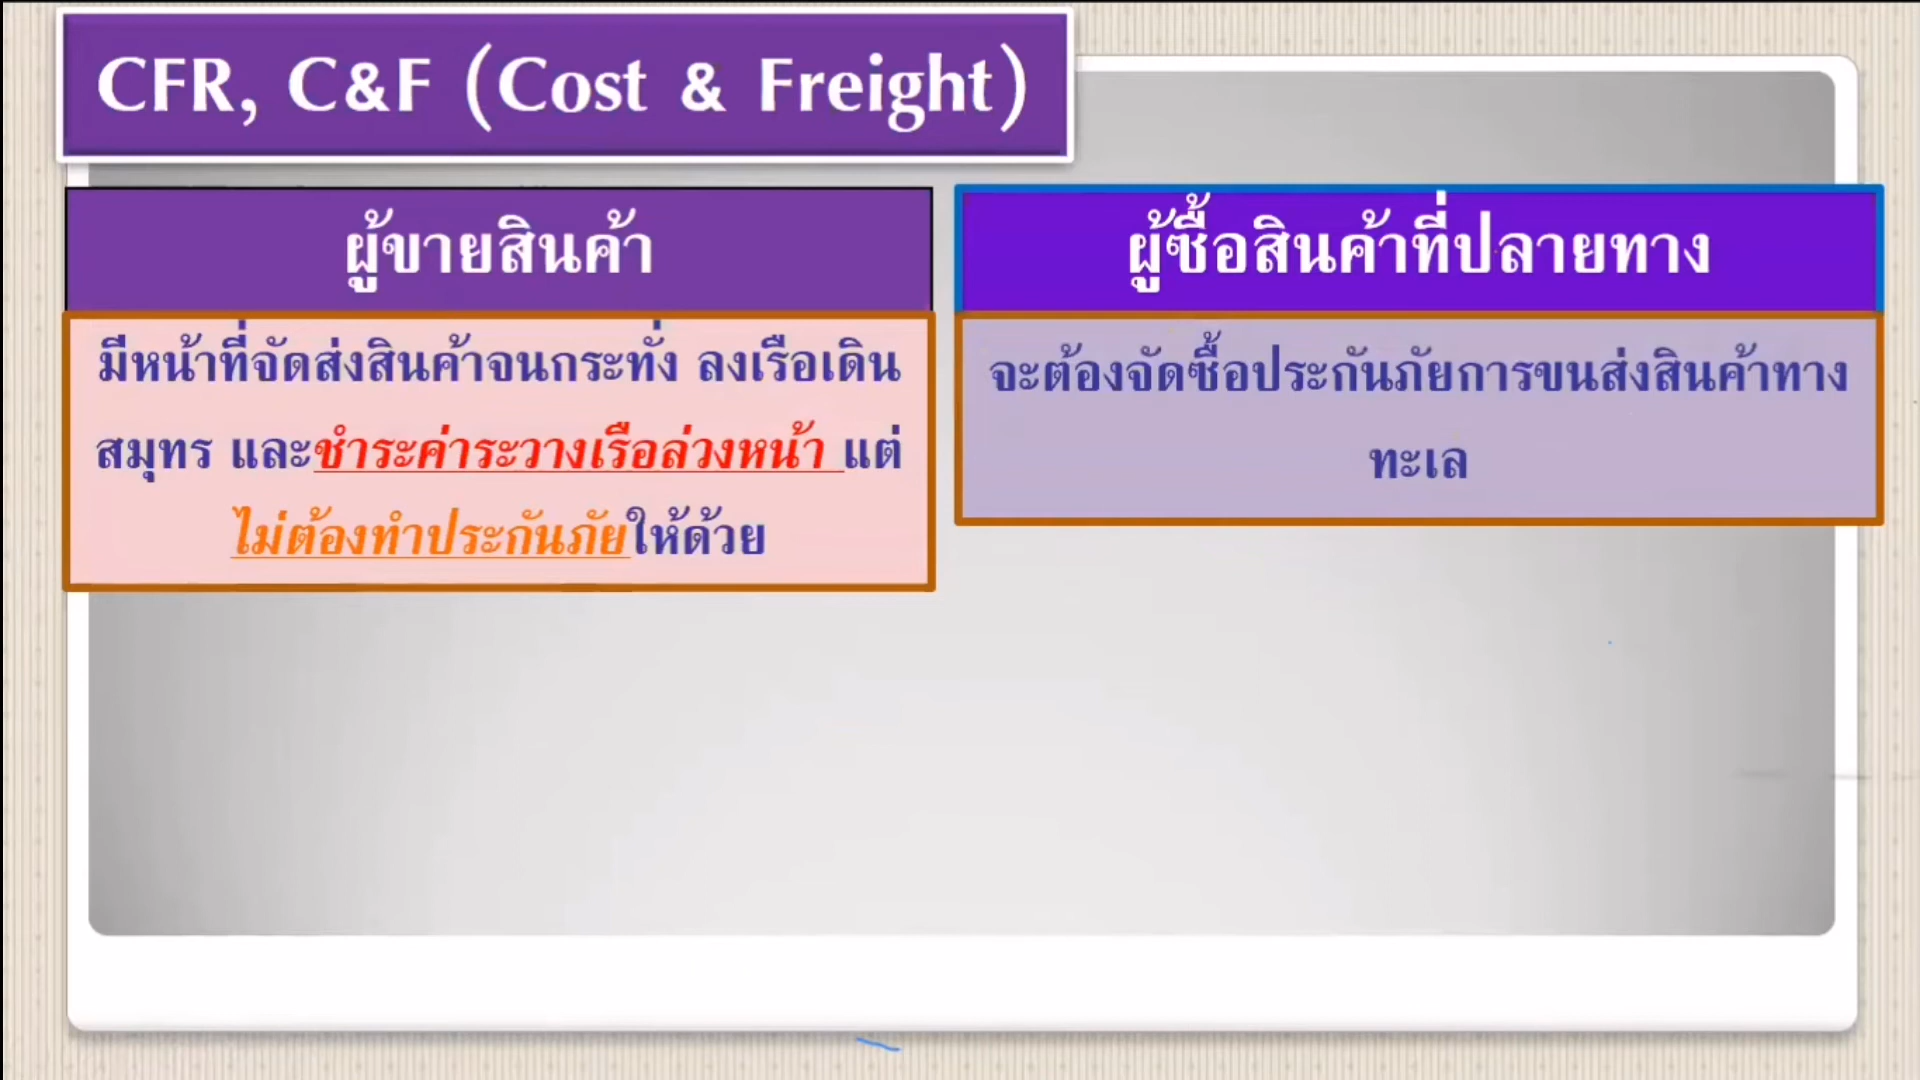 CFR, C&F (Cost & Freight)
ผู้ขายสินค้า
มีหน้าที่จัดส่งสินค้าจนกระทั่ง ลงเรือเดิน
สมุทร และชำระค่าระวางเรือล่วงหน้า แต่
ไม่ต้องทำประกันภัยให้ด้วย
ผู้ซื้อสินค้าที่ปลายทาง
จะต้องจัดซื้อประกันภัยการขนส่งสินค้าทาง
ทะเล